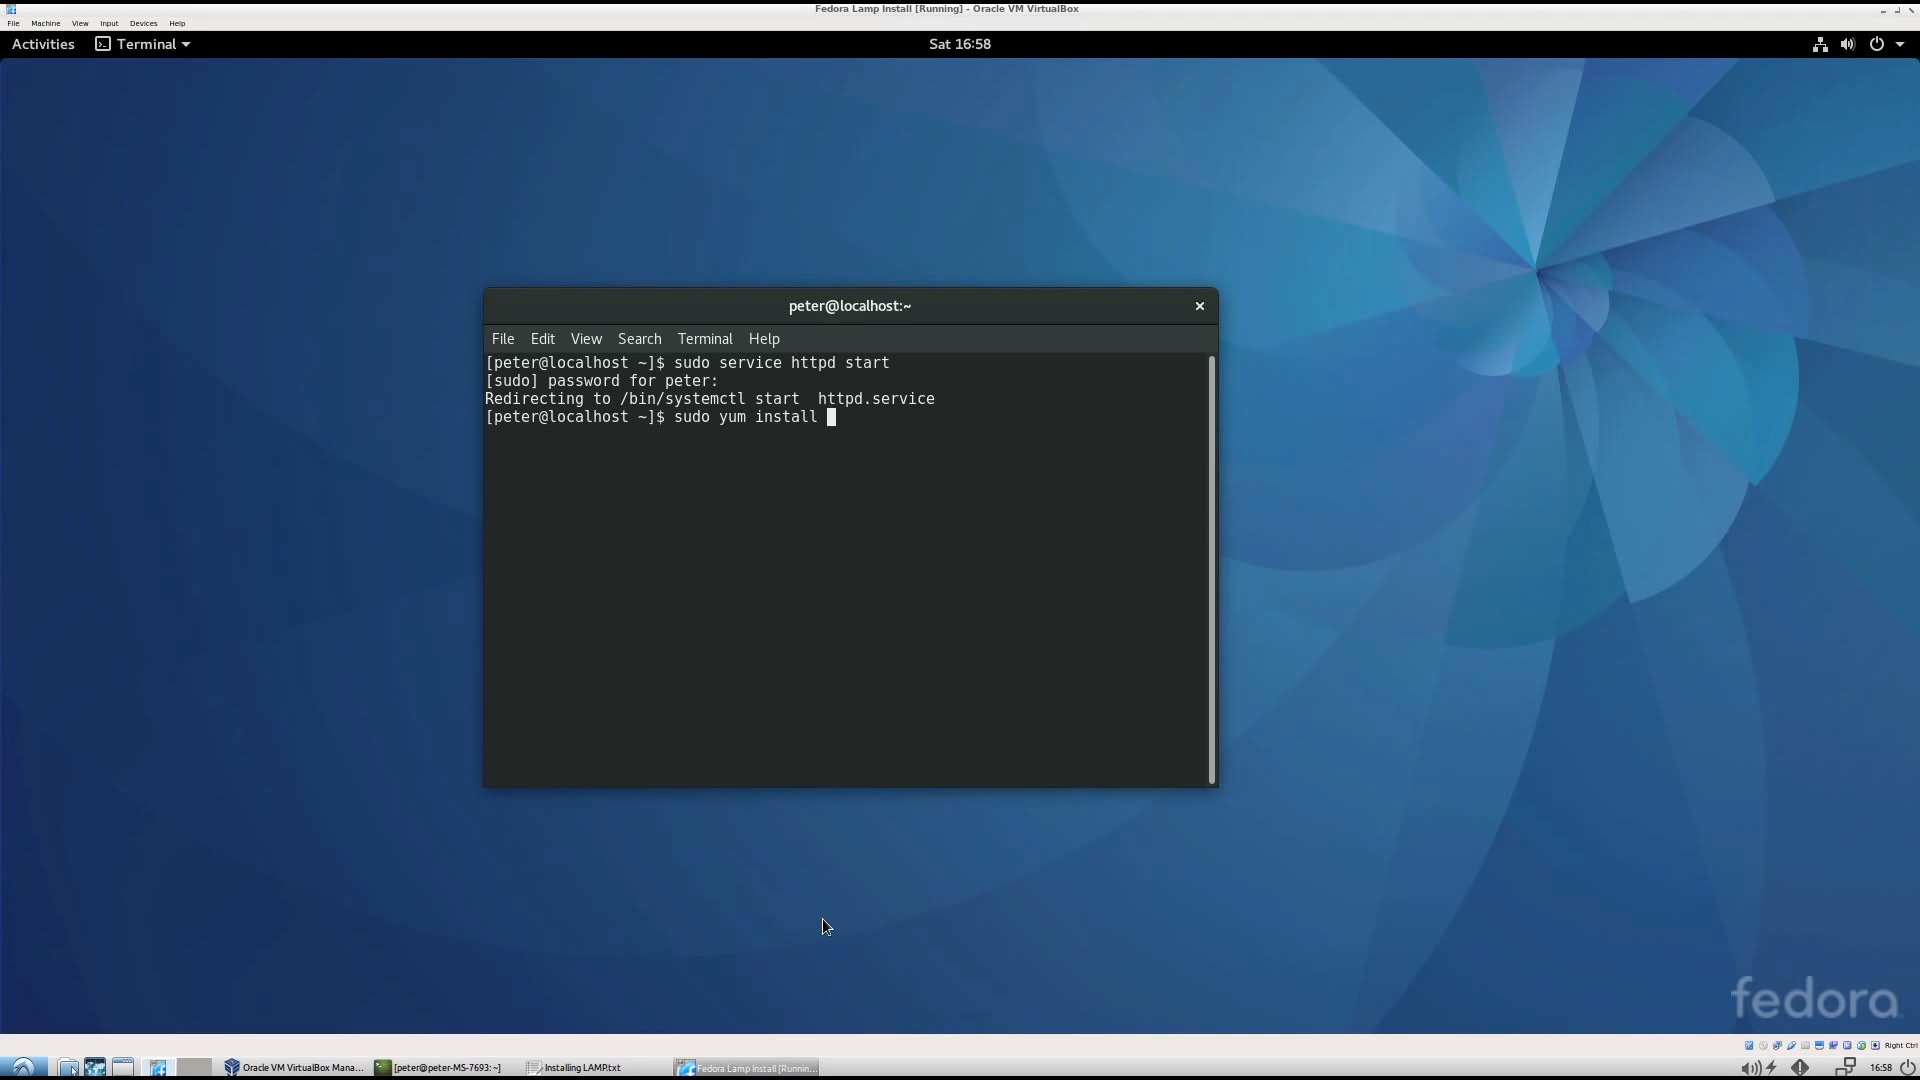 Fedora Lamp Install [Running] - Oracle VM VirtualBox
File Machine View Input Devices Help
Activities Terminal Sat 16:58
peter@localhost:~
File Edit View Search Terminal Help
[peter@localhost ~]$ sudo service httpd start
[sudo] password for peter:
Redirecting to /bin/systemctl start  httpd.service
[peter@localhost ~]$ sudo yum install
fedora
Right Ctrl
Oracle VM VirtualBox Mana... [peter@peter-MS-7693:~] Installing LAMP.txt Fedora Lamp Install [Runnin... 16:58